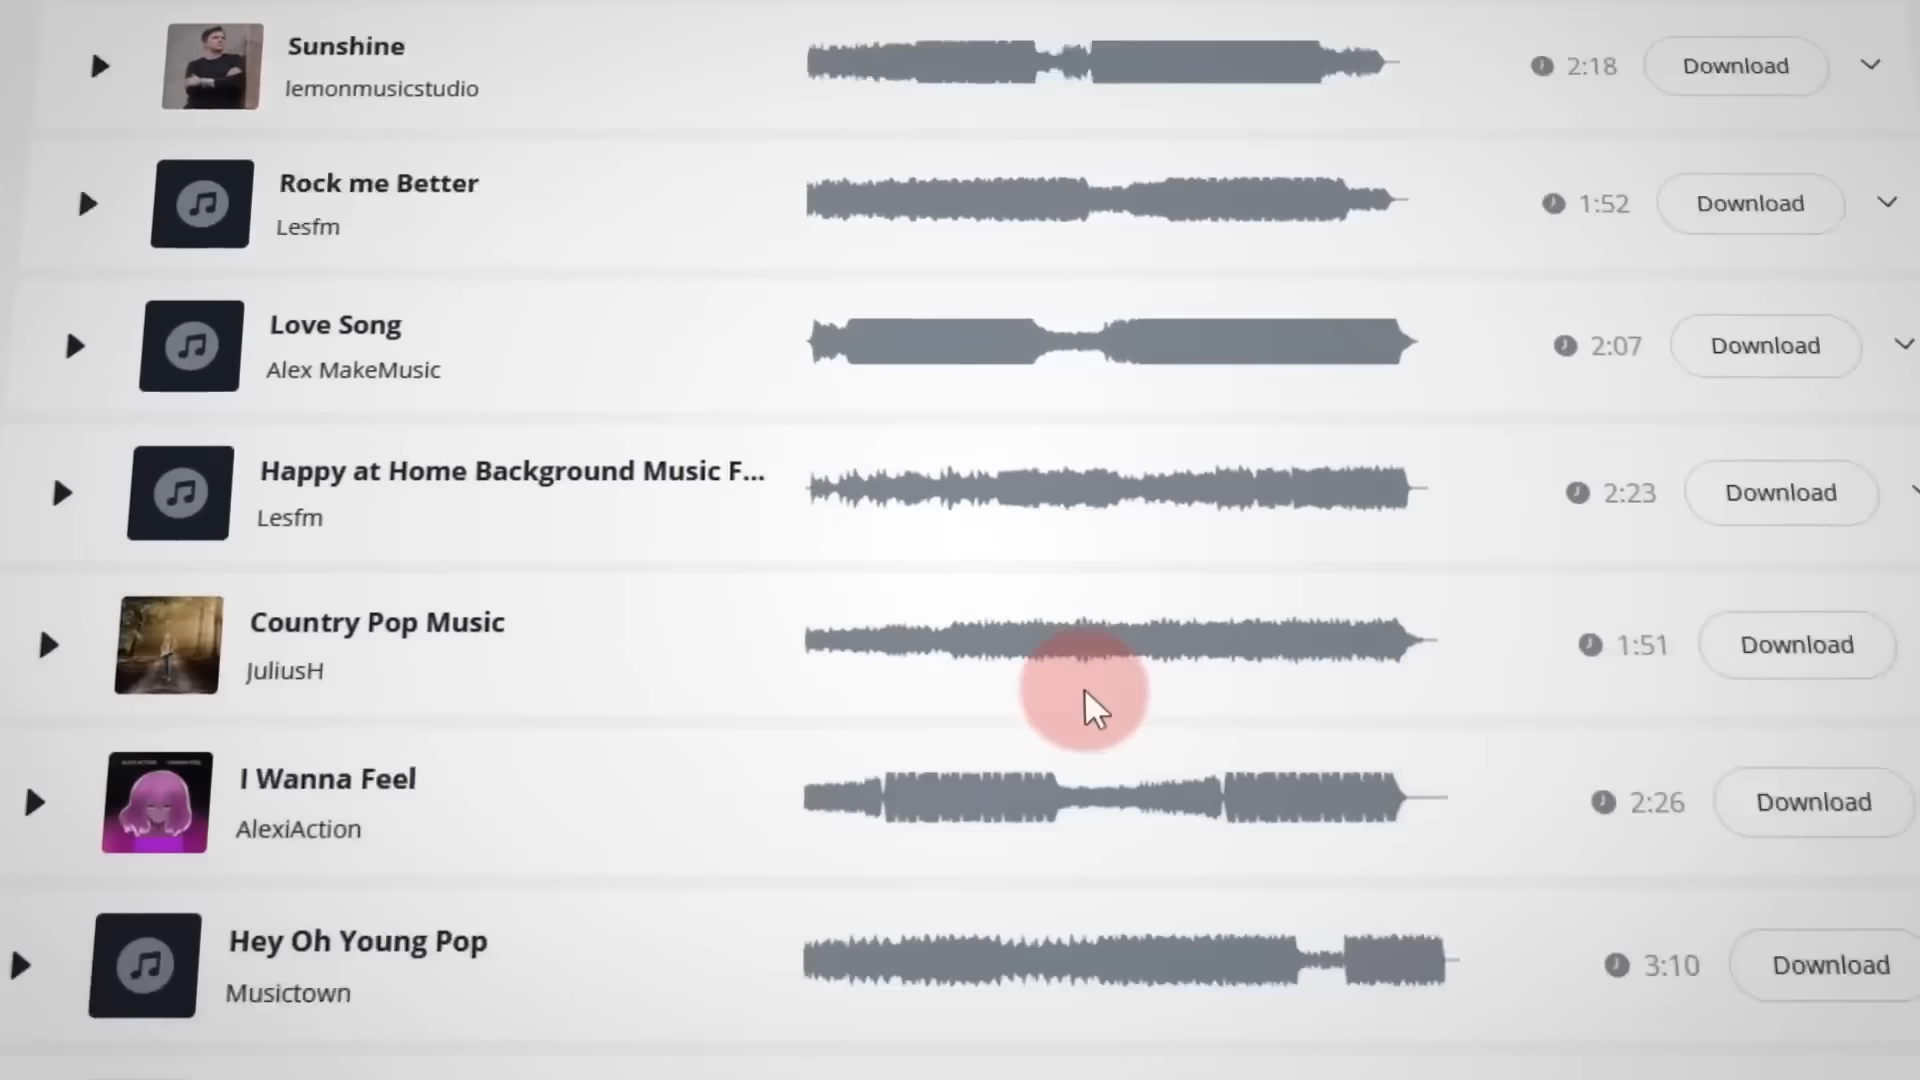 Sunshine
lemonmusicstudio
2:18
Download
Rock me Better
Lesfm
1:52
Download
Love Song
Alex MakeMusic
2:07
Download
Happy at Home Background Music F...
Lesfm
2:23
Download
Country Pop Music
JuliusH
1:51
Download
I Wanna Feel
AlexiAction
2:26
Download
Hey Oh Young Pop
Musictown
3:10
Download